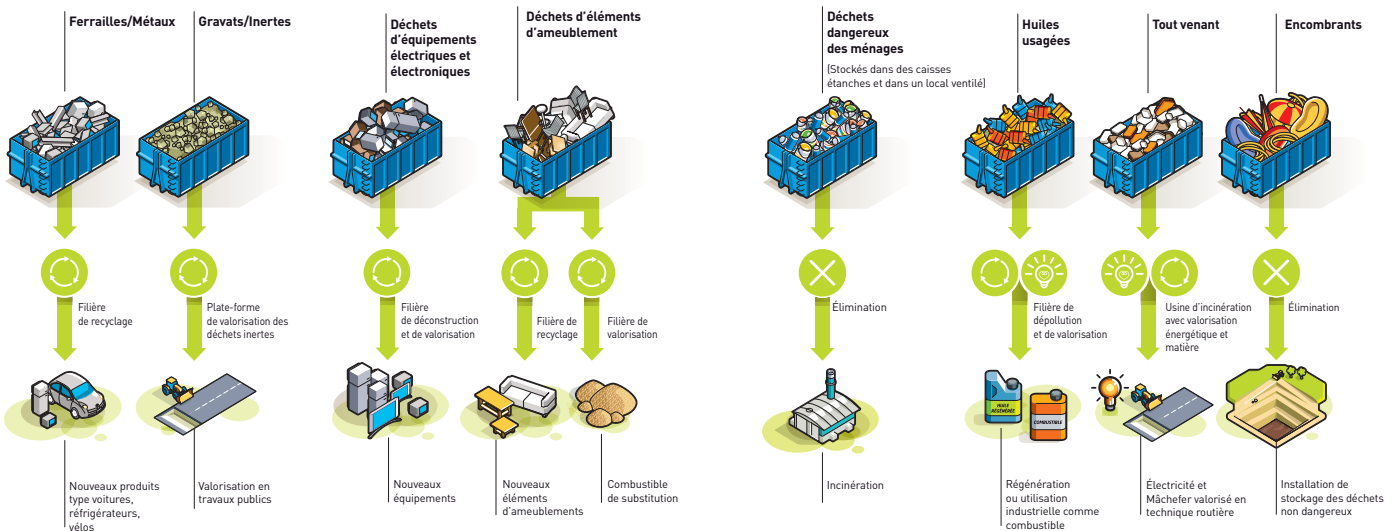 Ferrailles/Métaux
Gravats/Inertes
Déchets
d'équipements
électriques et
électroniques
Déchets d'éléments
d'ameublement
Déchets
dangereux
des ménages
(Stockés dans des caisses
étanches et dans un local ventilé)
Huiles
usagées
Tout venant
Encombrants
Filière
de recyclage
Plate-forme
de valorisation des
déchets inertes
Filière
de déconstruction
et de valorisation
Filière de
recyclage
Filière de
valorisation
Élimination
Filière de
dépollution
et de valorisation
Usine d'incinération
avec valorisation
énergétique et
matière
Élimination
HUILE
RÉGÉNÉRÉE
COMBUSTIBLE
Nouveaux produits
type voitures,
réfrigérateurs,
vélos
Valorisation en
travaux publics
Nouveaux
équipements
Nouveaux
éléments
d'ameublements
Combustible
de substitution
Incinération
Régénération
ou utilisation
industrielle comme
combustible
Électricité et
Mâchefer valorisé en
technique routière
Installation de
stockage des déchets
non dangereux